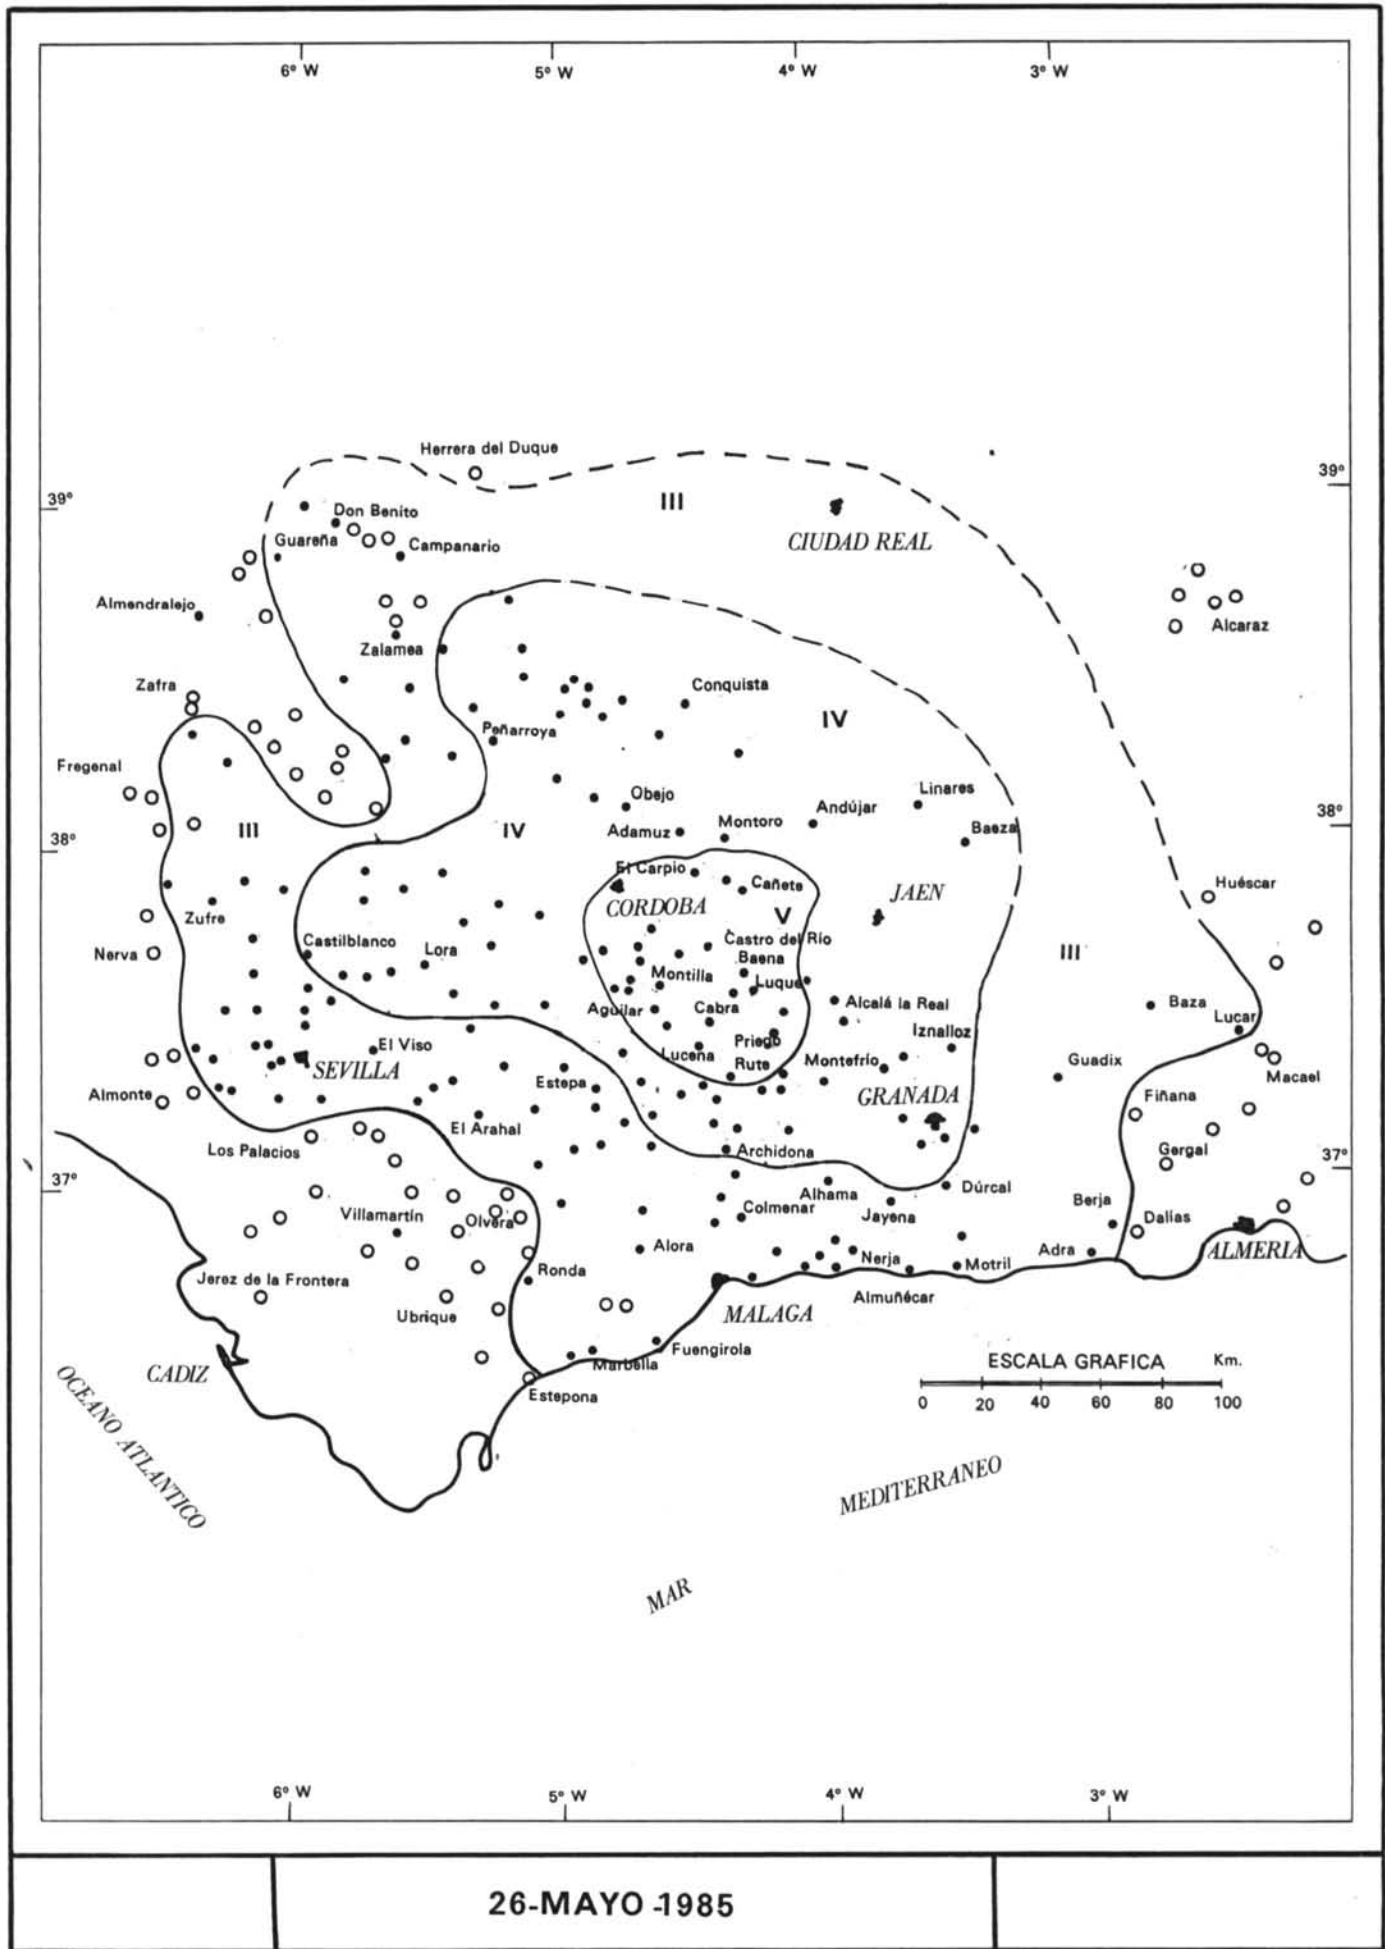 6° W 5° W 4° W 3° W
Herrera del Duque
39° III 39°
Don Benito
Guareña Campanario CIUDAD REAL
Almendralejo Alcaraz
Zalamea
Zafra Conquista
IV
Peñarroya
Fregenal
Obejo Linares
Andújar
38° III IV Adamuz Montoro Baeza 38°
El Carpio
Cañete Huéscar
CORDOBA V JAEN
Zufre
Castilblanco Castro del Río
Nerva Lora Baena III
Montilla Luque
Aguilar Cabra Alcalá la Real Baza
Lucar
Iznalloz
El Viso Priego
SEVILLA Lucena Rute Montefrío Guadix
Macael
Estepa
Almonte GRANADA Fiñana
El Arahal
Los Palacios Archidona Gergal
37° 37°
Dúrcal
Alhama
Villamartín Olvera Colmenar Jayena Berja
Dalias
Alora Nerja Adra ALMERIA
Jerez de la Frontera Ronda Motril
Ubrique MALAGA Almuñécar
Fuengirola
Marbella
CADIZ ESCALA GRAFICA Km.
Estepona 0 20 40 60 80 100
OCEANO ATLANTICO
MEDITERRANEO
MAR
6° W 5° W 4° W 3° W
26-MAYO-1985